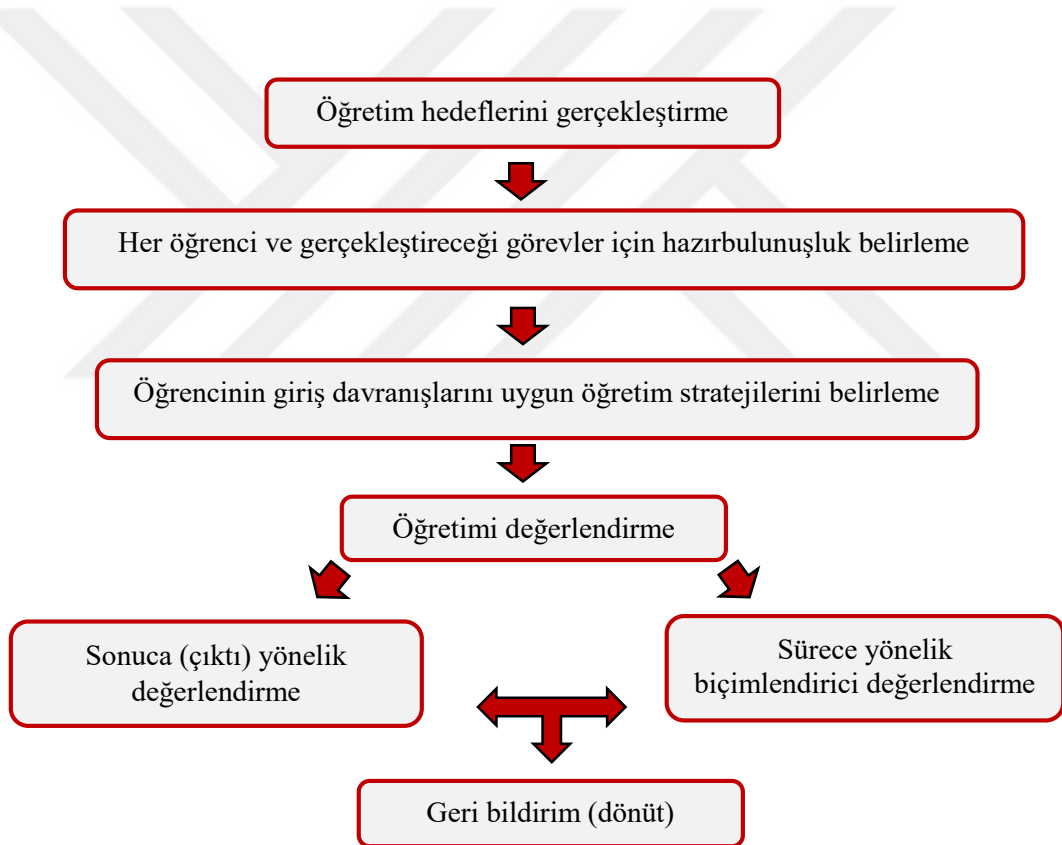 Öğretim hedeflerini gerçekleştirme
Her öğrenci ve gerçekleştireceği görevler için hazırbulunuşluk belirleme
Öğrencinin giriş davranışlarını uygun öğretim stratejilerini belirleme
Öğretimi değerlendirme
Sonuca (çıktı) yönelik
değerlendirme
Sürece yönelik
biçimlendirici değerlendirme
Geri bildirim (dönüt)